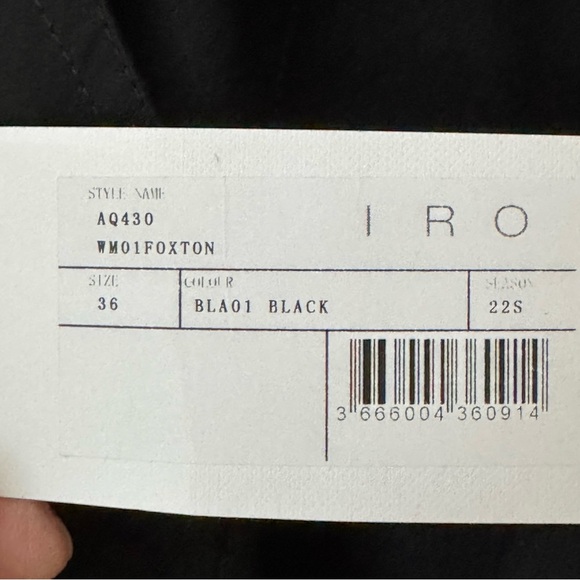 STYLE NAME
AQ430
WM01FOXTON
IRO
SIZE
36
COLOUR
BLA01 BLACK
SEASON
22S
3 666004 360914